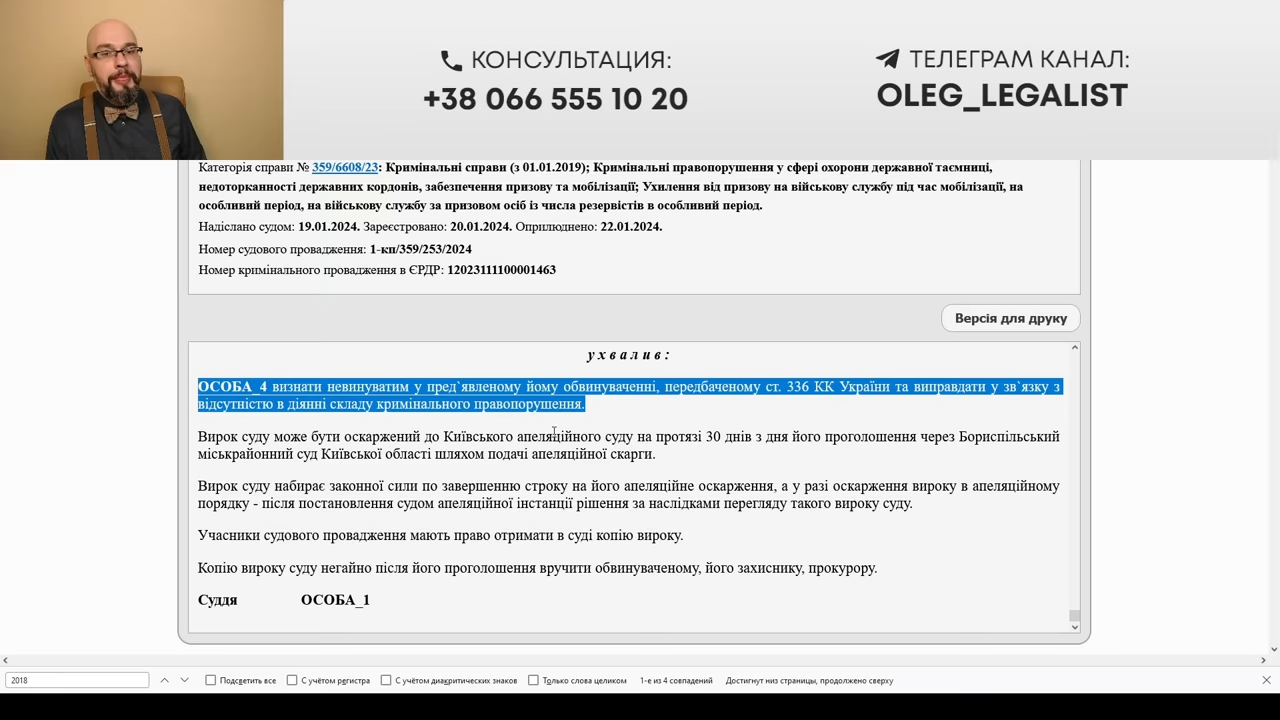 КОНСУЛЬТАЦИЯ:
+38 066 555 10 20
ТЕЛЕГРАМ КАНАЛ:
OLEG_LEGALIST
Категорія справи № 359/6608/23: Кримінальні справи (з 01.01.2019); Кримінальні правопорушення у сфері охорони державної таємниці,
недоторканності державних кордонів, забезпечення призову та мобілізації; Ухилення від призову на військову службу під час мобілізації, на
особливий період, на військову службу за призовом осіб із числа резервістів в особливий період.
Надіслано судом: 19.01.2024. Зареєстровано: 20.01.2024. Оприлюднено: 22.01.2024.
Номер судового провадження: 1-кп/359/253/2024
Номер кримінального провадження в ЄРДР: 12023111100001463
Версія для друку
у х в а л и в :
ОСОБА_4 визнати невинуватим у пред`явленому йому обвинуваченні, передбаченому ст. 336 КК України та виправдати у зв`язку з
відсутністю в діянні складу кримінального правопорушення.
Вирок суду може бути оскаржений до Київського апеляційного суду на протязі 30 днів з дня його проголошення через Бориспільський
міськрайонний суд Київської області шляхом подачі апеляційної скарги.
Вирок суду набирає законної сили по завершенню строку на його апеляційне оскарження, а у разі оскарження вироку в апеляційному
порядку - після постановлення судом апеляційної інстанції рішення за наслідками перегляду такого вироку суду.
Учасники судового провадження мають право отримати в суді копію вироку.
Копію вироку суду негайно після його проголошення вручити обвинуваченому, його захиснику, прокурору.
Суддя ОСОБА_1
2018 Подсветить все С учётом регистра С учётом диакритических знаков Только слова целиком 1-е из 4 совпадений Достигнут низ страницы, продолжено сверху